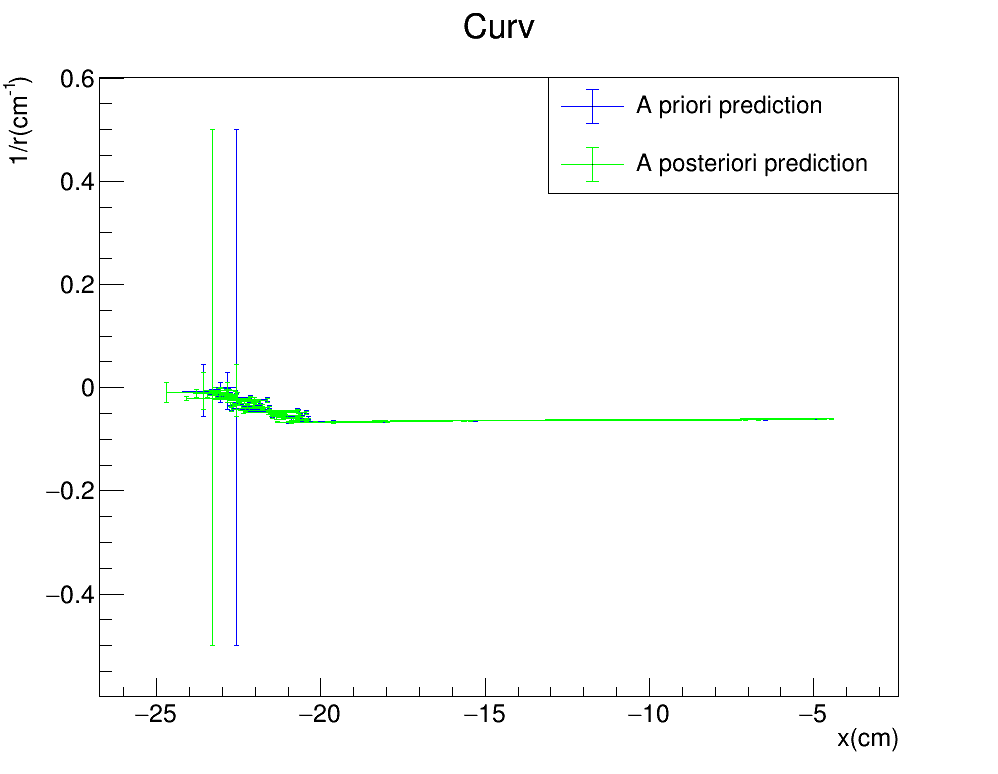 Curv
1/r(cm⁻¹)
0.6
0.4
0.2
0
−0.2
−0.4
A priori prediction
A posteriori prediction
−25 −20 −15 −10 −5
x(cm)